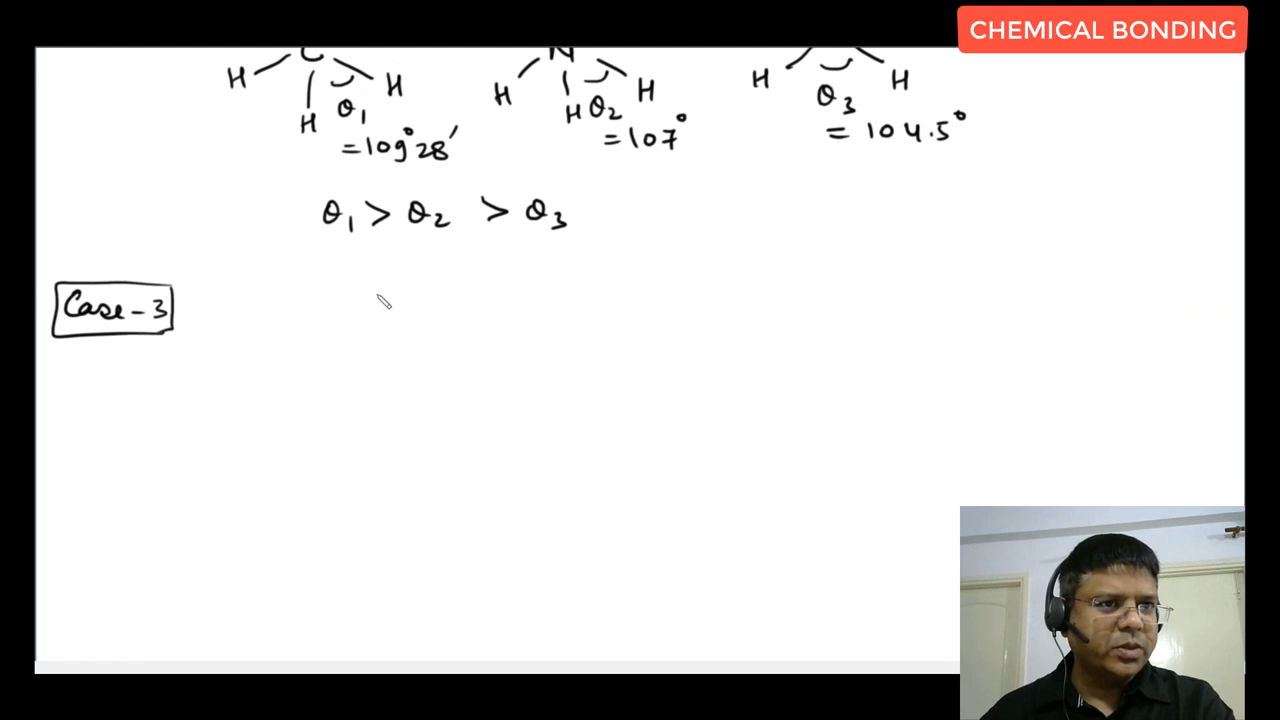 CHEMICAL BONDING
C N
H H H H H H
H θ1 H θ2 θ3
= 109°28′ = 107° = 104.5°
θ1 > θ2 > θ3
Case-3